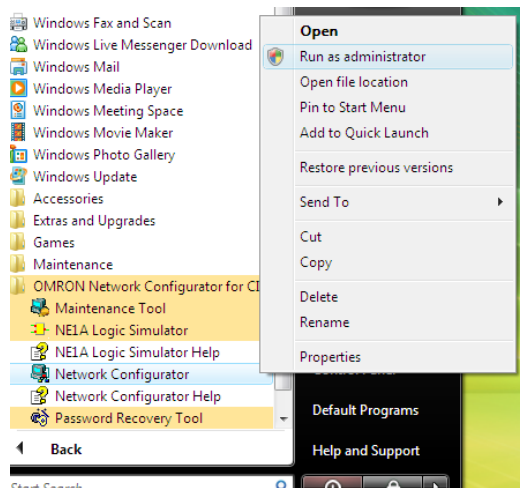 Windows Fax and Scan
Windows Live Messenger Download
Windows Mail
Windows Media Player
Windows Meeting Space
Windows Movie Maker
Windows Photo Gallery
Windows Update
Accessories
Extras and Upgrades
Games
Maintenance
OMRON Network Configurator for
Maintenance Tool
NE1A Logic Simulator
NE1A Logic Simulator Help
Network Configurator
Network Configurator Help
Password Recovery Tool
Back
Start Search
Open
Run as administrator
Open file location
Pin to Start Menu
Add to Quick Launch
Restore previous versions
Send To
Cut
Copy
Delete
Rename
Properties
Default Programs
Help and Support